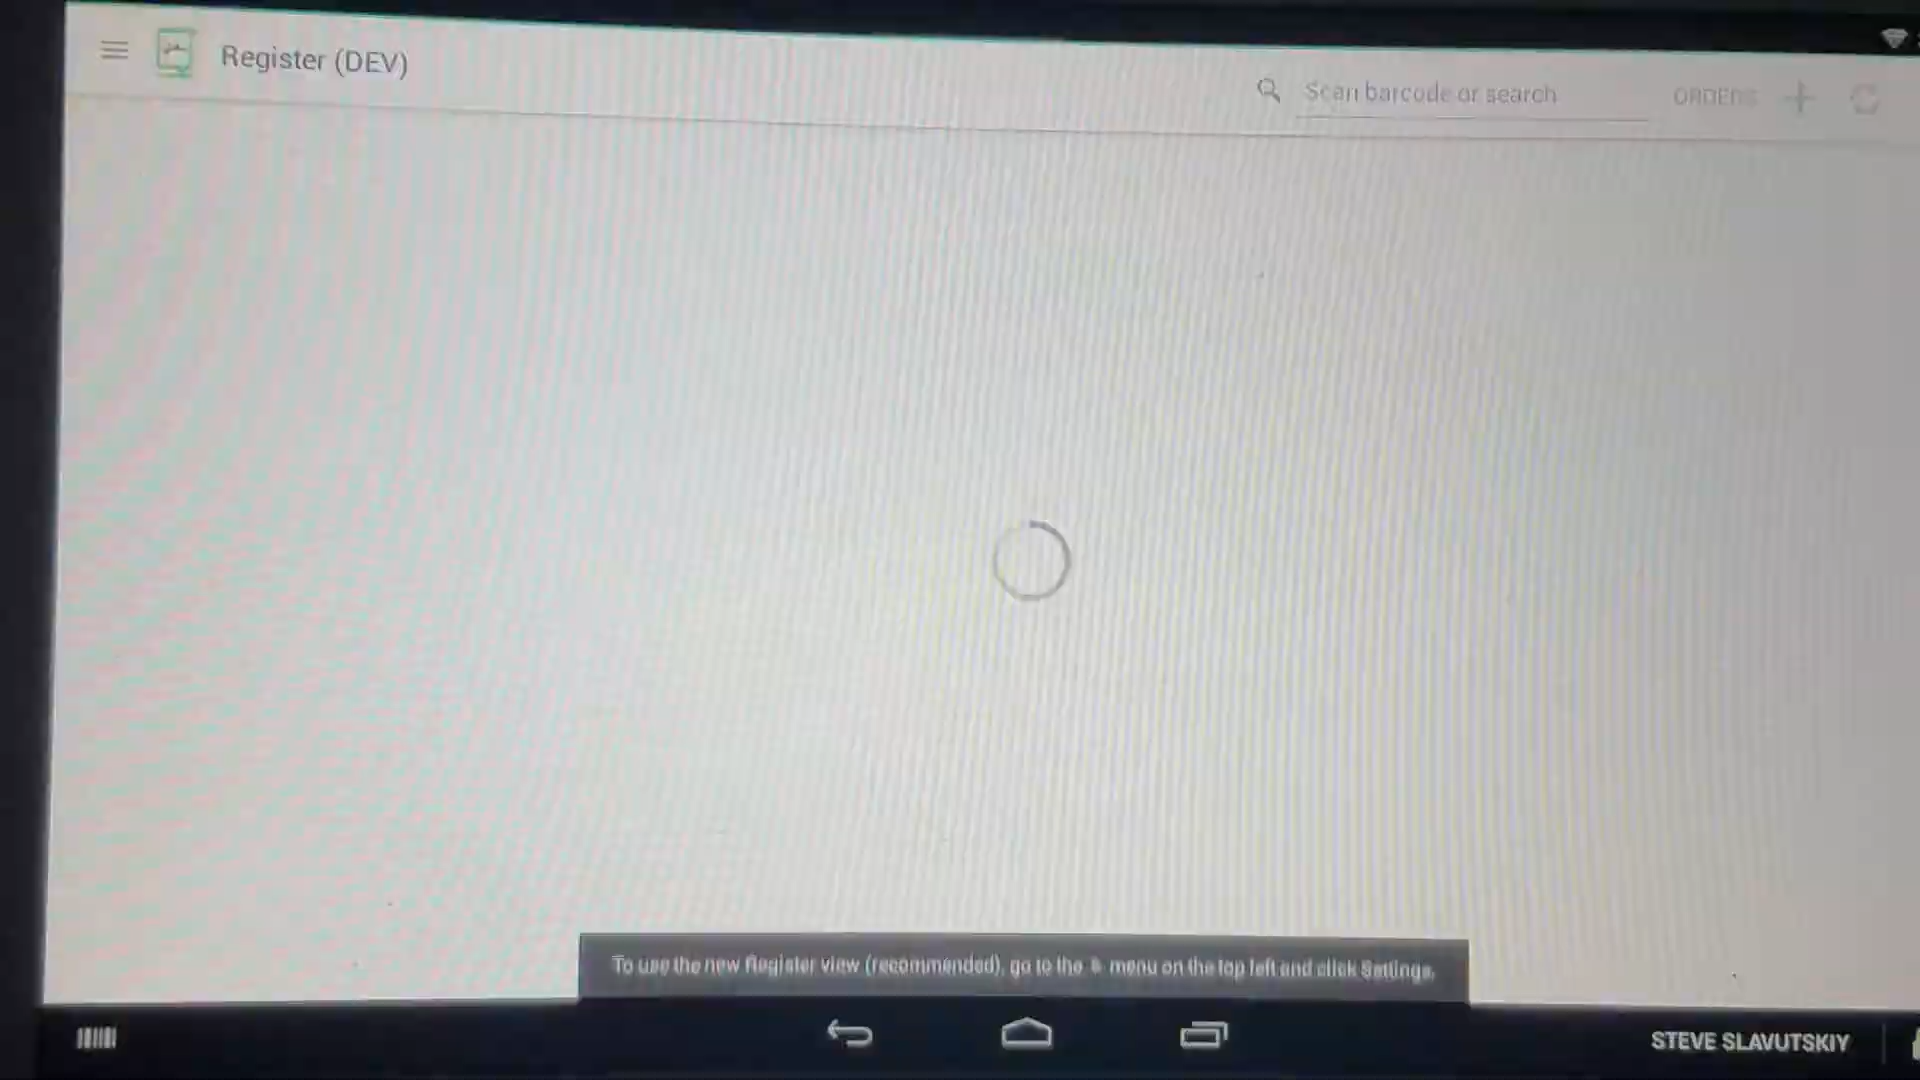 Register (DEV)
Scan barcode or search
ORDERS
To use the new Register view (recommended), go to the ≡ menu on the top left and click Settings.
STEVE SLAVUTSKIY